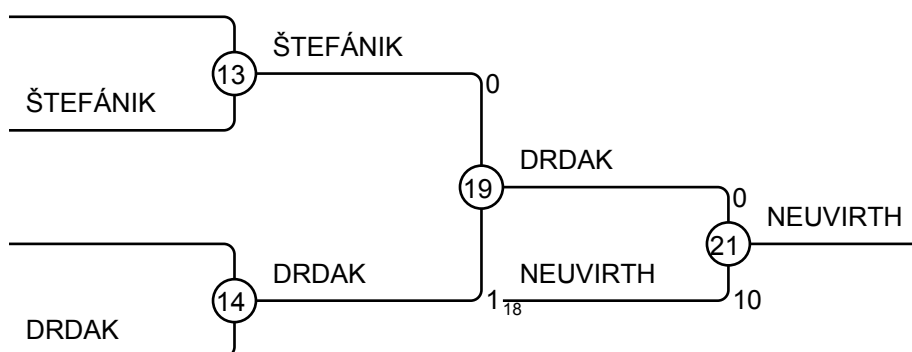 ŠTEFÁNIK
13
ŠTEFÁNIK
0
DRDAK
19
0
NEUVIRTH
21
DRDAK
NEUVIRTH
14
1
18
10
DRDAK